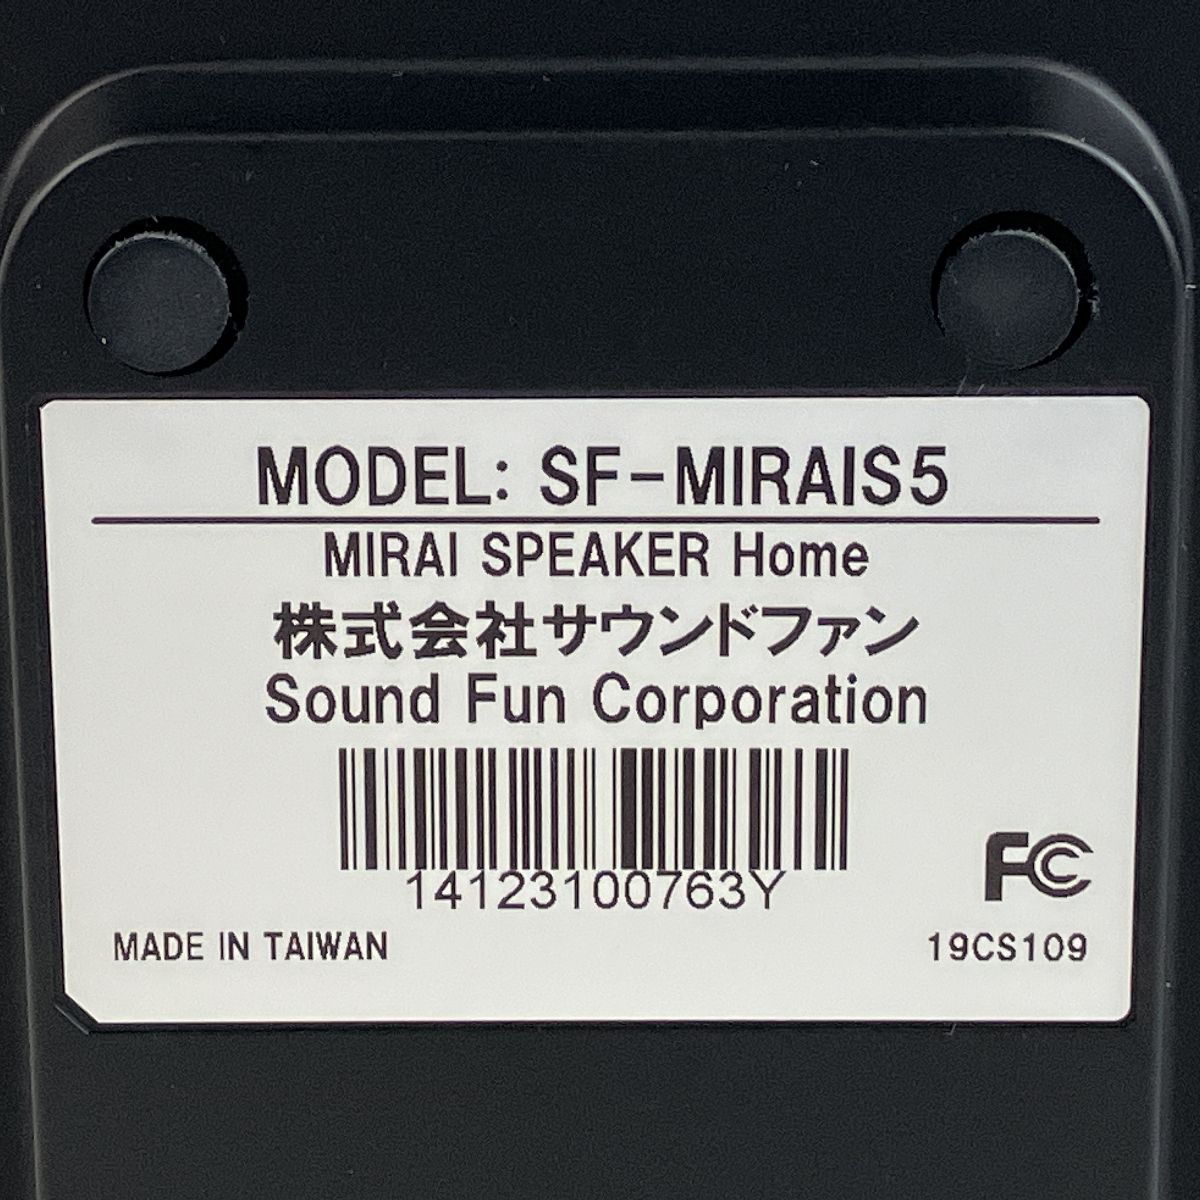 MODEL: SF-MIRAIS5
MIRAI SPEAKER Home
株式会社サウンドファン
Sound Fun Corporation
14123100763Y
FC
MADE IN TAIWAN
19CS109